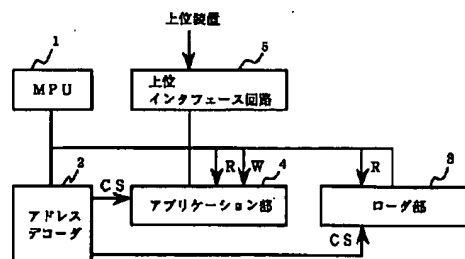 上位装置
1
5
MPU
上位
インタフェース回路
2
R
W
4
R
3
CS
アドレス
デコーダ
アプリケーション部
ローダ部
CS